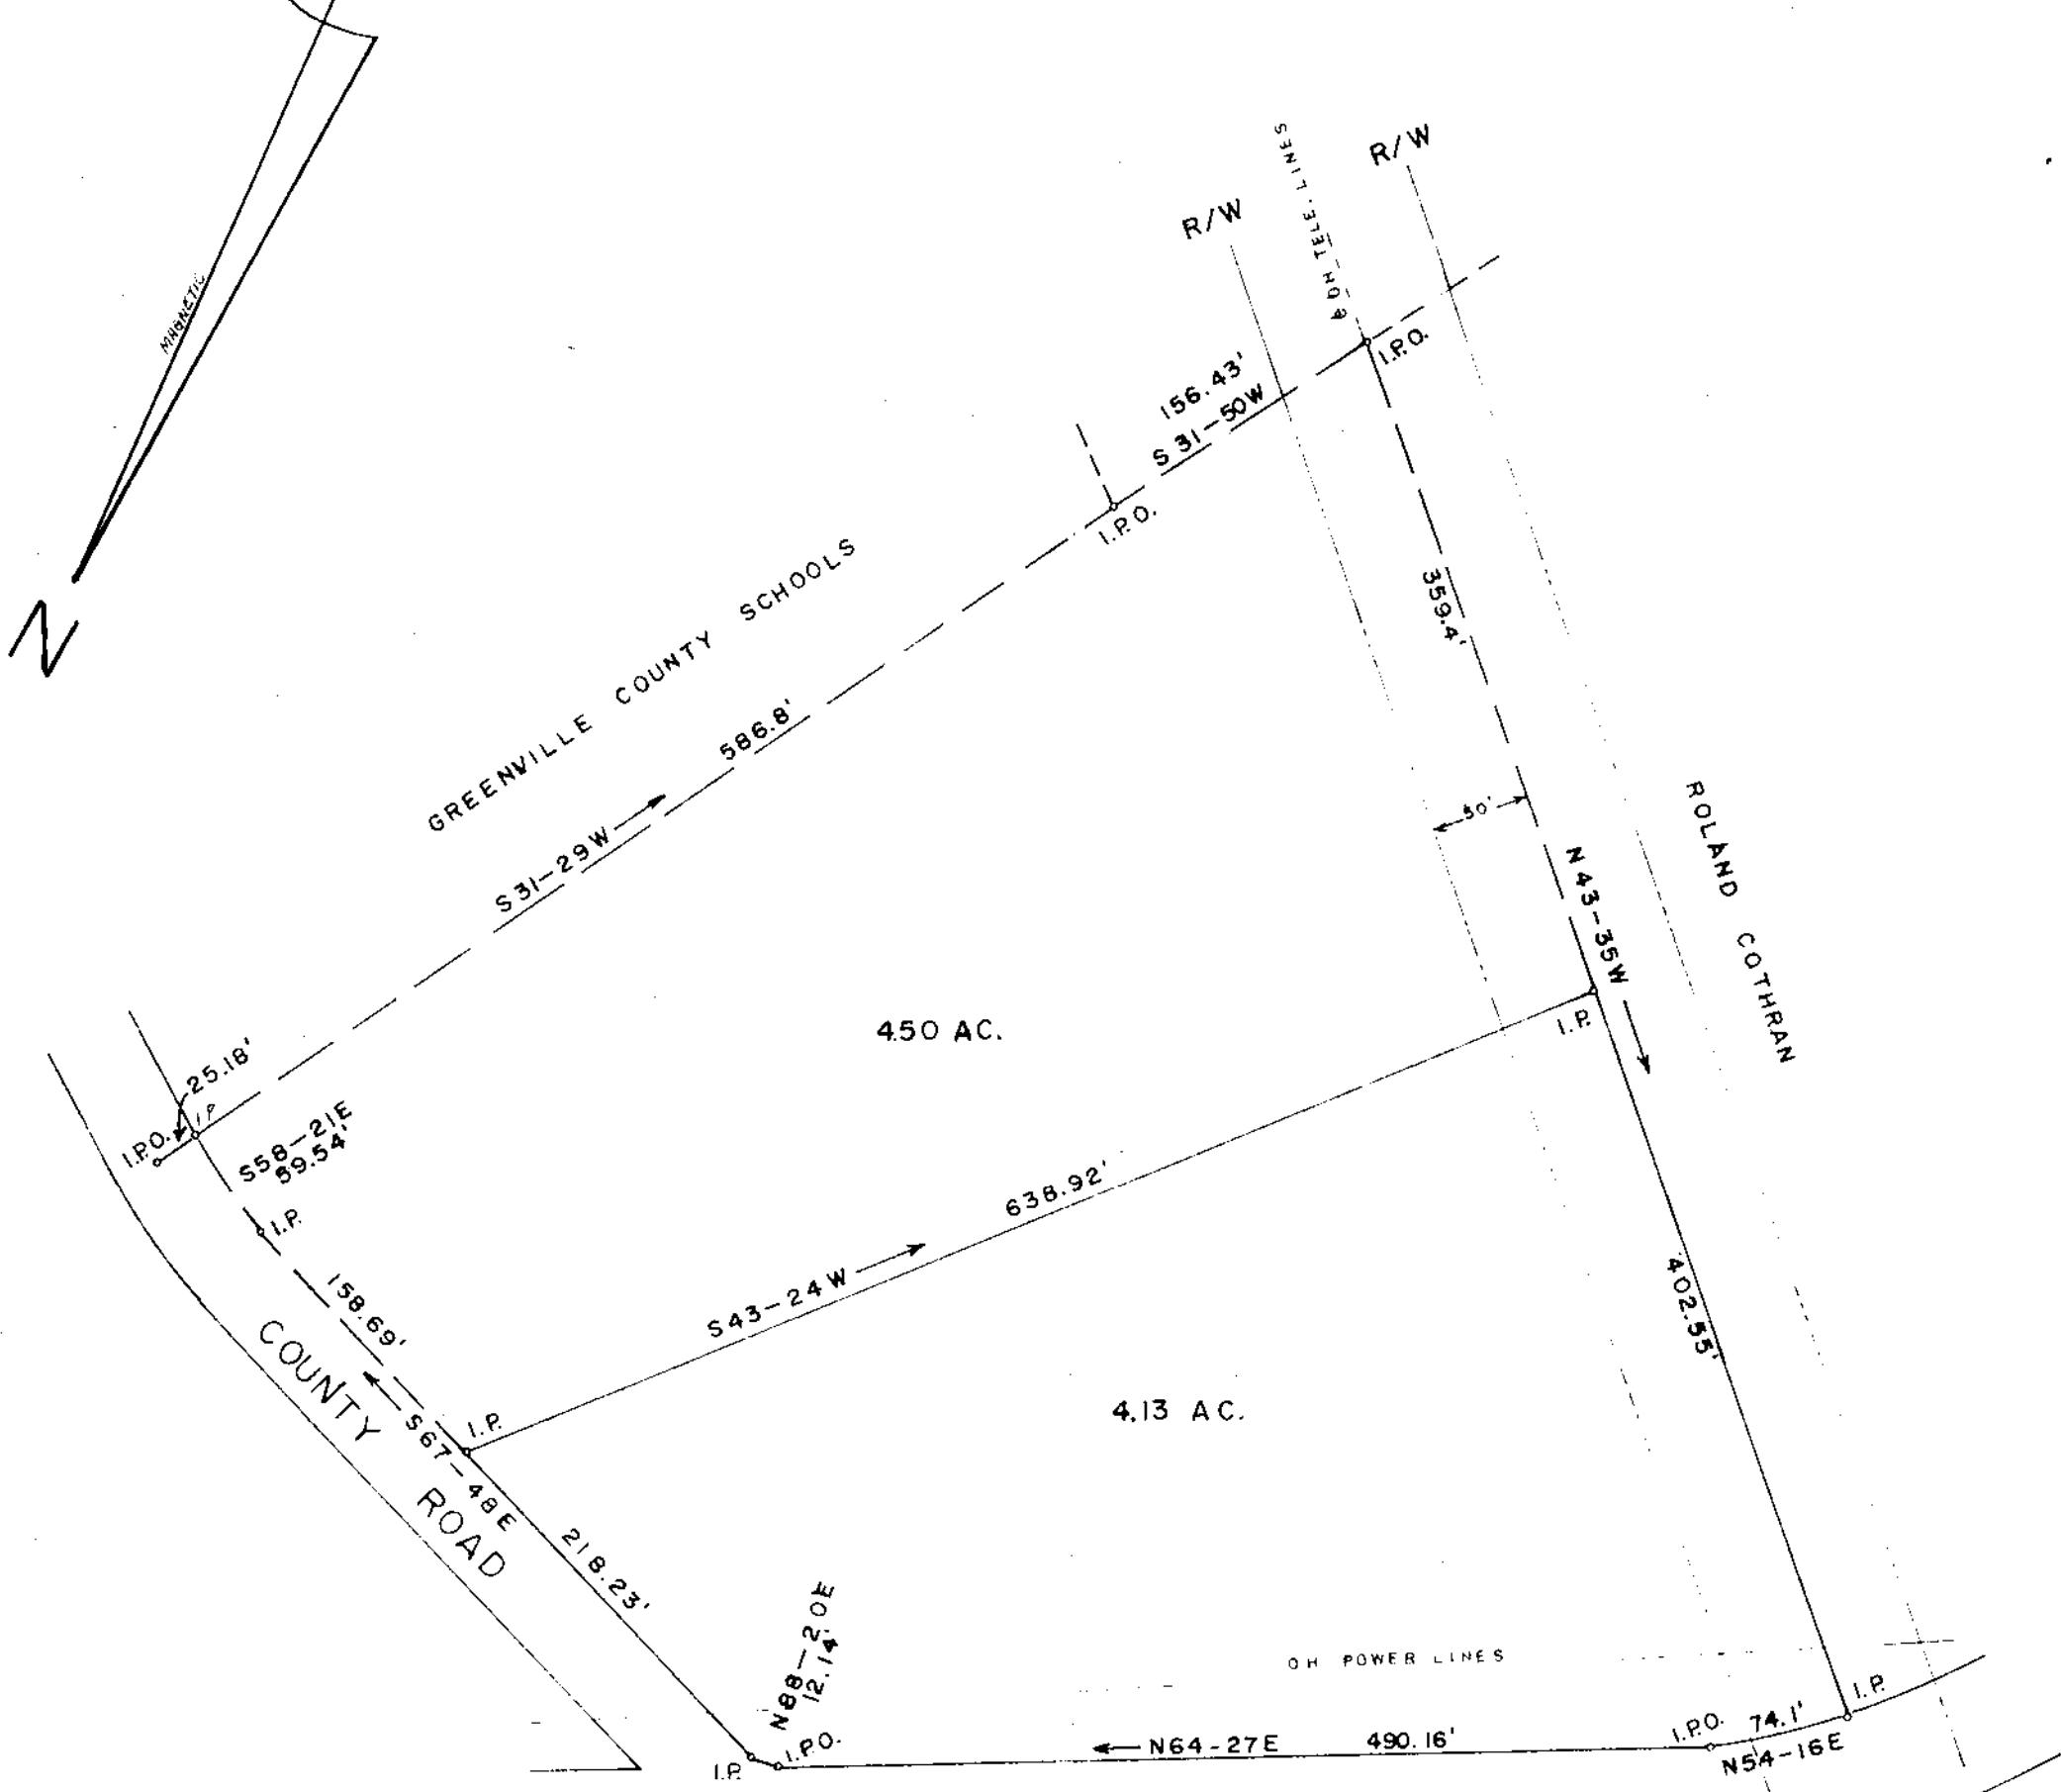 MAGNETIC
N
R/W
R/W
& OH TELE. LINES
I.P.O.
156.43'
S 31-50W
I.P.O.
359.4'
GREENVILLE COUNTY SCHOOLS
586.8'
S31-29W
50'
N43-35W
ROLAND COTHRAN
I.P.
450 AC.
25.18'
I.P.
I.P.O.
S58-21E
59.54'
I.P.
158.69'
638.92'
S43-24W
402.55'
COUNTY ROAD
I.P.
S67-48E
4.13 AC.
218.23'
N88-20E
12.14'
OH POWER LINES
I.P.
I.P.O.
N64-27E 490.16'
I.P.O. 74.1' I.P.
N54-16E